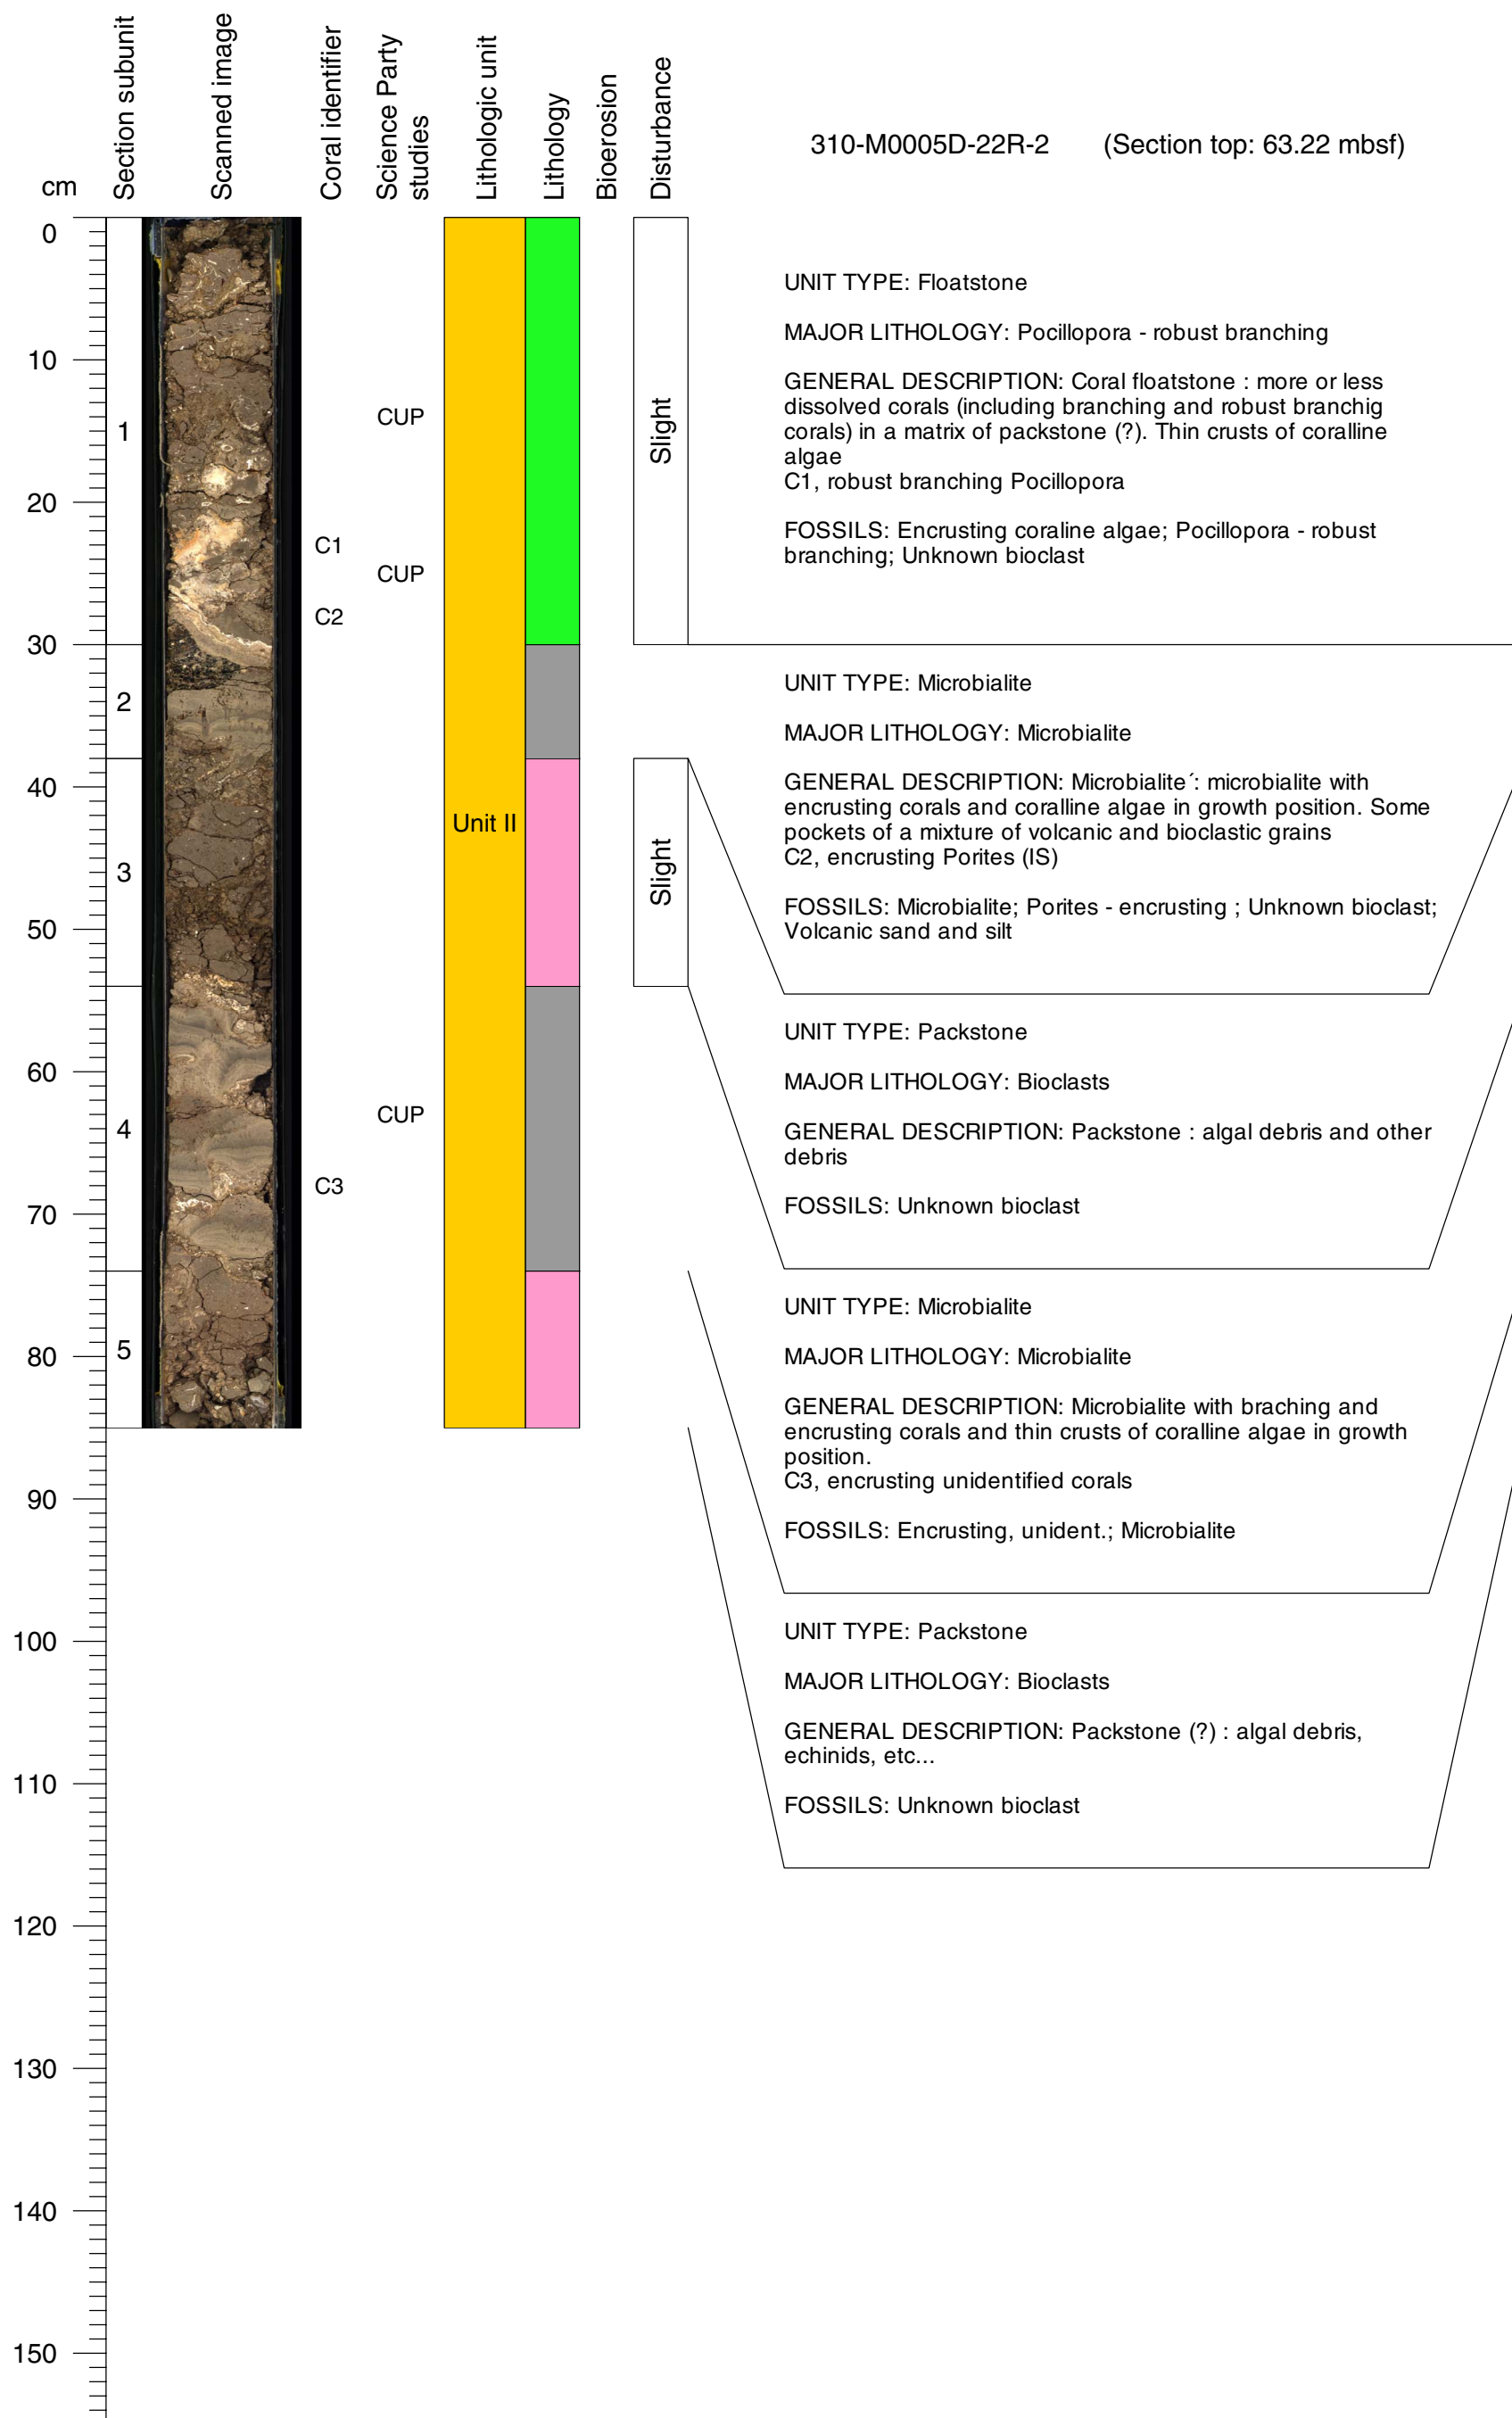 Section subunit
Scanned image
Coral identifier
Science Party
studies
Lithologic unit
Lithology
Bioerosion
Disturbance
310-M0005D-22R-2 (Section top: 63.22 mbsf)
cm
0
10
20
30
40
50
60
70
80
90
100
110
120
130
140
150
1
2
3
4
5
C1
C2
C3
CUP
CUP
CUP
Unit II
Slight
Slight
UNIT TYPE: Floatstone
MAJOR LITHOLOGY: Pocillopora - robust branching
GENERAL DESCRIPTION: Coral floatstone : more or less
dissolved corals (including branching and robust branchig
corals) in a matrix of packstone (?). Thin crusts of coralline
algae
C1, robust branching Pocillopora
FOSSILS: Encrusting coraline algae; Pocillopora - robust
branching; Unknown bioclast
UNIT TYPE: Microbialite
MAJOR LITHOLOGY: Microbialite
GENERAL DESCRIPTION: Microbialite´: microbialite with
encrusting corals and coralline algae in growth position. Some
pockets of a mixture of volcanic and bioclastic grains
C2, encrusting Porites (IS)
FOSSILS: Microbialite; Porites - encrusting ; Unknown bioclast;
Volcanic sand and silt
UNIT TYPE: Packstone
MAJOR LITHOLOGY: Bioclasts
GENERAL DESCRIPTION: Packstone : algal debris and other
debris
FOSSILS: Unknown bioclast
UNIT TYPE: Microbialite
MAJOR LITHOLOGY: Microbialite
GENERAL DESCRIPTION: Microbialite with braching and
encrusting corals and thin crusts of coralline algae in growth
position.
C3, encrusting unidentified corals
FOSSILS: Encrusting, unident.; Microbialite
UNIT TYPE: Packstone
MAJOR LITHOLOGY: Bioclasts
GENERAL DESCRIPTION: Packstone (?) : algal debris,
echinids, etc...
FOSSILS: Unknown bioclast